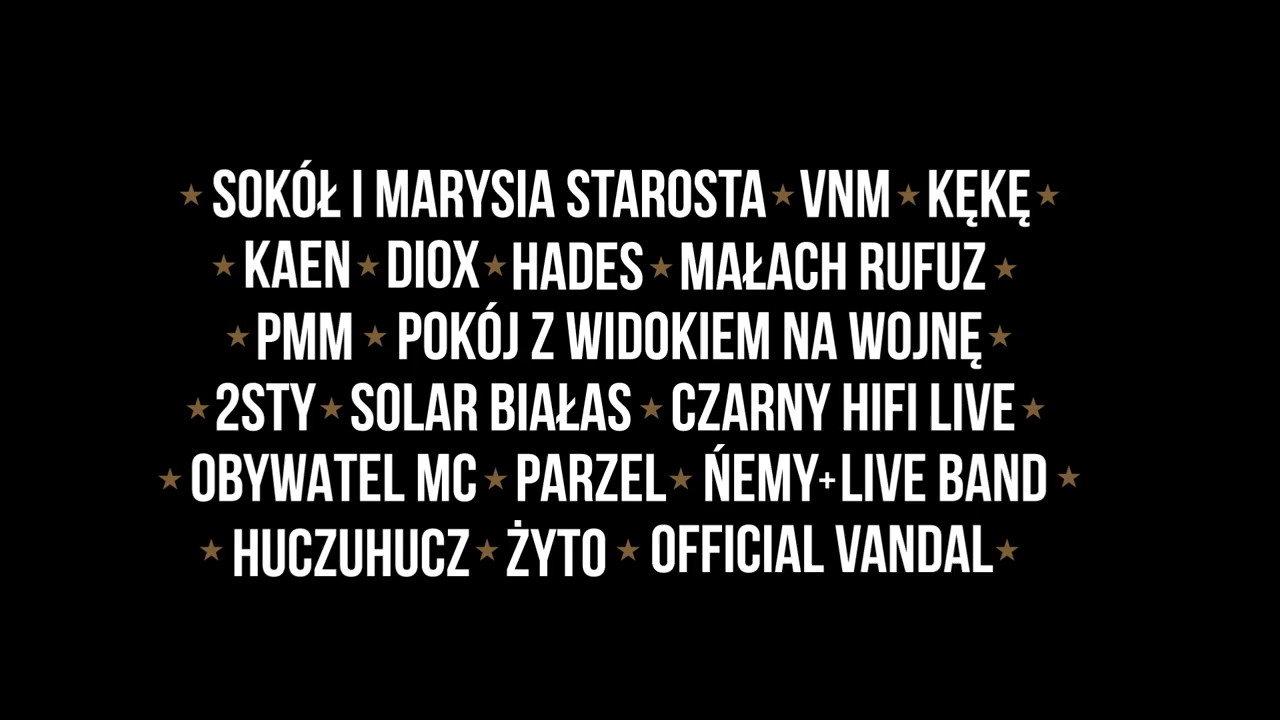 ★ SOKÓŁ I MARYSIA STAROSTA ★ VNM ★ KĘKĘ ★
★ KAEN ★ DIOX ★ HADES ★ MAŁACH RUFUZ ★
★ PMM ★ POKÓJ Z WIDOKIEM NA WOJNĘ ★
★ 2STY ★ SOLAR BIAŁAS ★ CZARNY HIFI LIVE ★
★ OBYWATEL MC ★ PARZEL ★ ŃEMY+LIVE BAND ★
★ HUCZUHUCZ ★ ŻYTO ★ OFFICIAL VANDAL ★